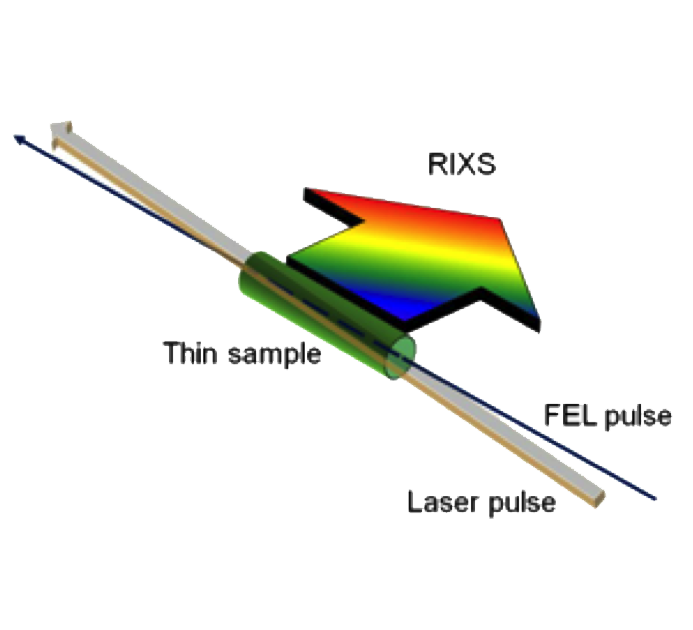 RIXS
Thin sample
FEL pulse
Laser pulse